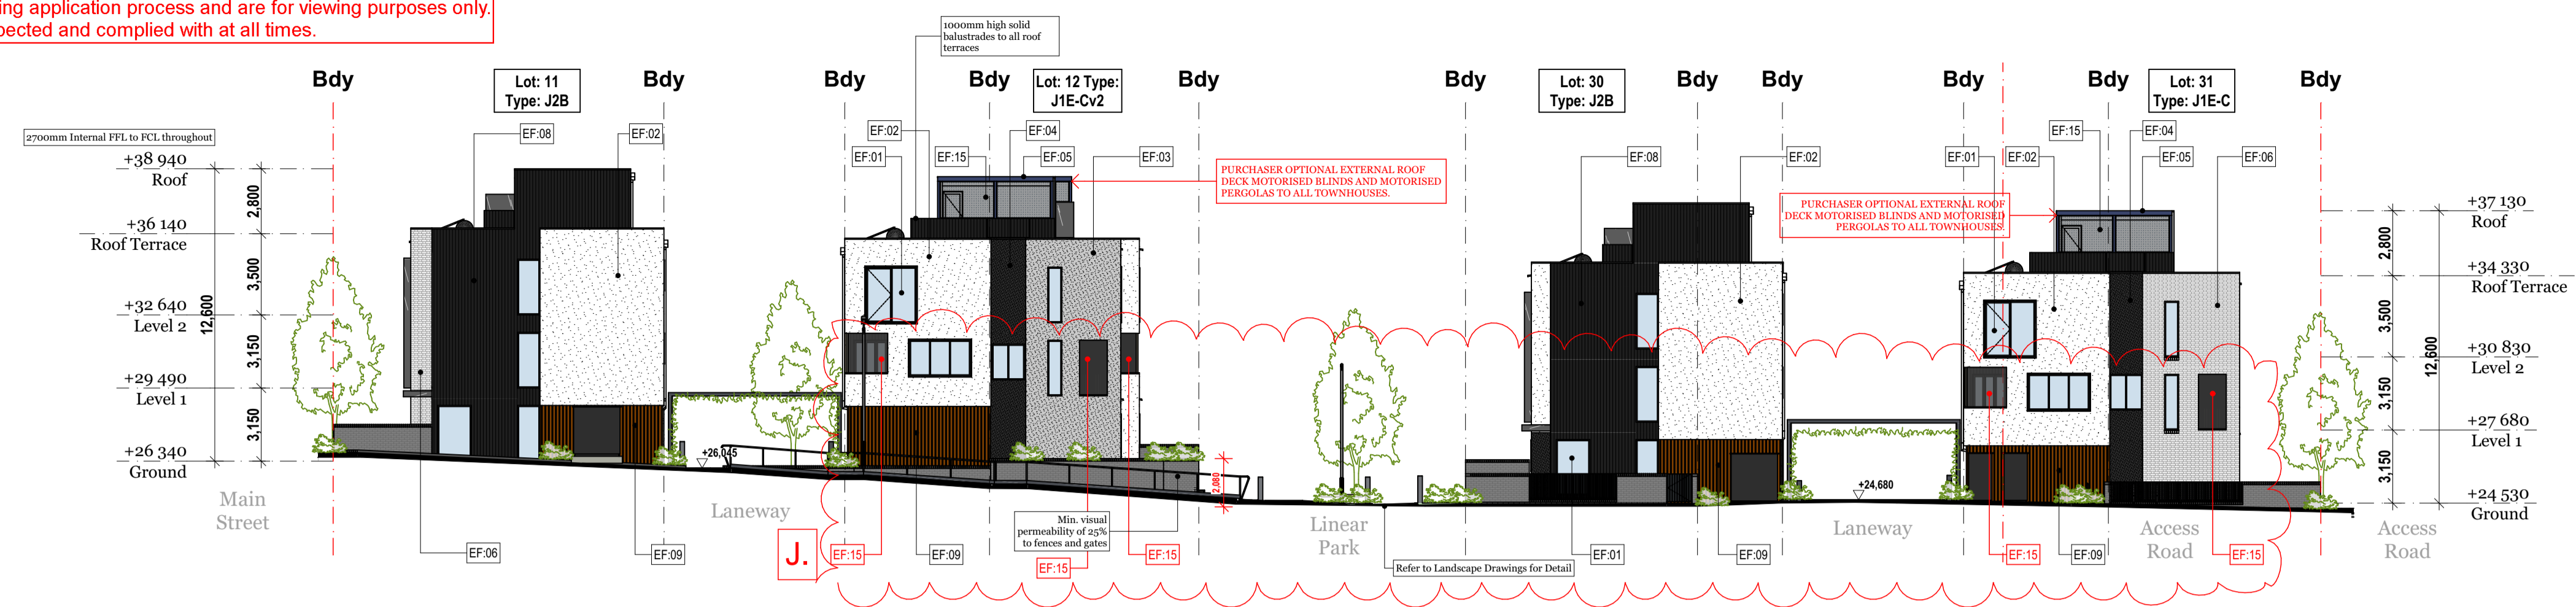 ing application process and are for viewing purposes only.
pected and complied with at all times.
1000mm high solid
balustrades to all roof
terraces
Bdy
Lot: 11
Type: J2B
Bdy
Bdy
Bdy
Lot: 12 Type:
J1E-Cv2
Bdy
Bdy
Lot: 30
Type: J2B
Bdy
Bdy
Bdy
Bdy
Lot: 31
Type: J1E-C
Bdy
2700mm Internal FFL to FCL throughout
EF:08
EF:02
EF:02
EF:04
EF:01
EF:15
EF:05
EF:03
EF:08
EF:02
EF:15
EF:04
EF:01
EF:02
EF:05
EF:06
PURCHASER OPTIONAL EXTERNAL ROOF
DECK MOTORISED BLINDS AND MOTORISED
PERGOLAS TO ALL TOWNHOUSES.
PURCHASER OPTIONAL EXTERNAL ROOF
DECK MOTORISED BLINDS AND MOTORISED
PERGOLAS TO ALL TOWNHOUSES.
+38 940
Roof
+36 140
Roof Terrace
+32 640
Level 2
+29 490
Level 1
+26 340
Ground
12,600
2,800
3,500
3,150
3,150
+37 130
Roof
+34 330
Roof Terrace
+30 830
Level 2
+27 680
Level 1
+24 530
Ground
2,800
3,500
3,150
3,150
12,600
+26,045
2,080
+24,680
Main
Street
Laneway
Linear
Park
Laneway
Access
Road
Access
Road
Min. visual
permeability of 25%
to fences and gates
J.
EF:06
EF:09
EF:15
EF:09
EF:15
EF:15
Refer to Landscape Drawings for Detail
EF:01
EF:09
EF:15
EF:09
EF:15